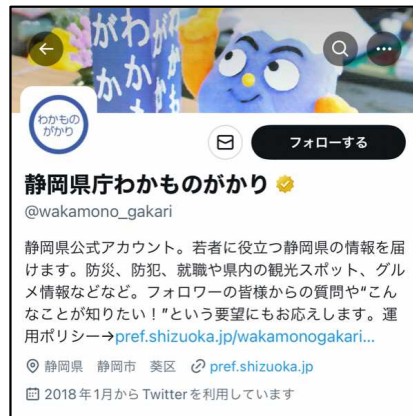 がわか
わかもの
がかり
フォローする
静岡県庁わかものがかり
@wakamono_gakari
静岡県公式アカウント。若者に役立つ静岡県の情報を届
けます。防災、防犯、就職や県内の観光スポット、グル
メ情報などなど。フォロワーの皆様からの質問や“こん
なことが知りたい！”という要望にもお応えします。運
用ポリシー→pref.shizuoka.jp/wakamonogakari...
静岡県 静岡市 葵区 pref.shizuoka.jp
2018年1月からTwitterを利用しています